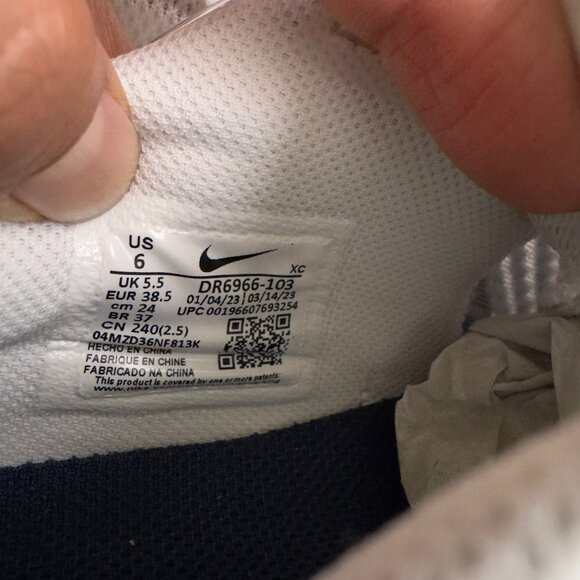 US
6
XC
UK 5.5
EUR 38.5
cm 24
BR 37
CN 240(2.5)
DR6966-103
01/04/23 | 03/14/23
UPC 00196607693254
04MZD36NF813K
HECHO EN CHINA
FABRIQUE EN CHINE
FABRICADO NA CHINA
This product is covered by one or more patents.